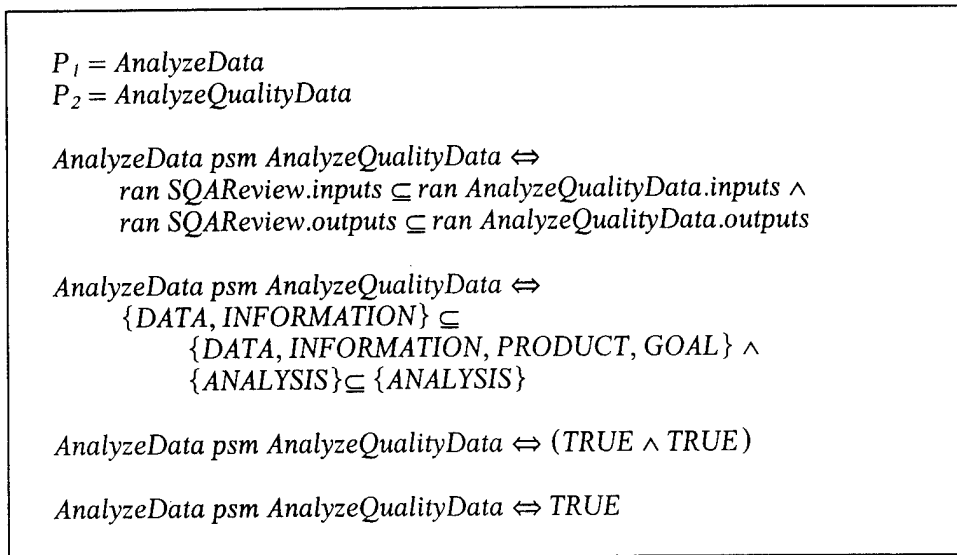 P₁ = AnalyzeData
P₂ = AnalyzeQualityData
AnalyzeData psm AnalyzeQualityData ⇔
ran SQAReview.inputs ⊆ ran AnalyzeQualityData.inputs ∧
ran SQAReview.outputs ⊆ ran AnalyzeQualityData.outputs
AnalyzeData psm AnalyzeQualityData ⇔
{DATA, INFORMATION} ⊆
{DATA, INFORMATION, PRODUCT, GOAL} ∧
{ANALYSIS} ⊆ {ANALYSIS}
AnalyzeData psm AnalyzeQualityData ⇔ (TRUE ∧ TRUE)
AnalyzeData psm AnalyzeQualityData ⇔ TRUE